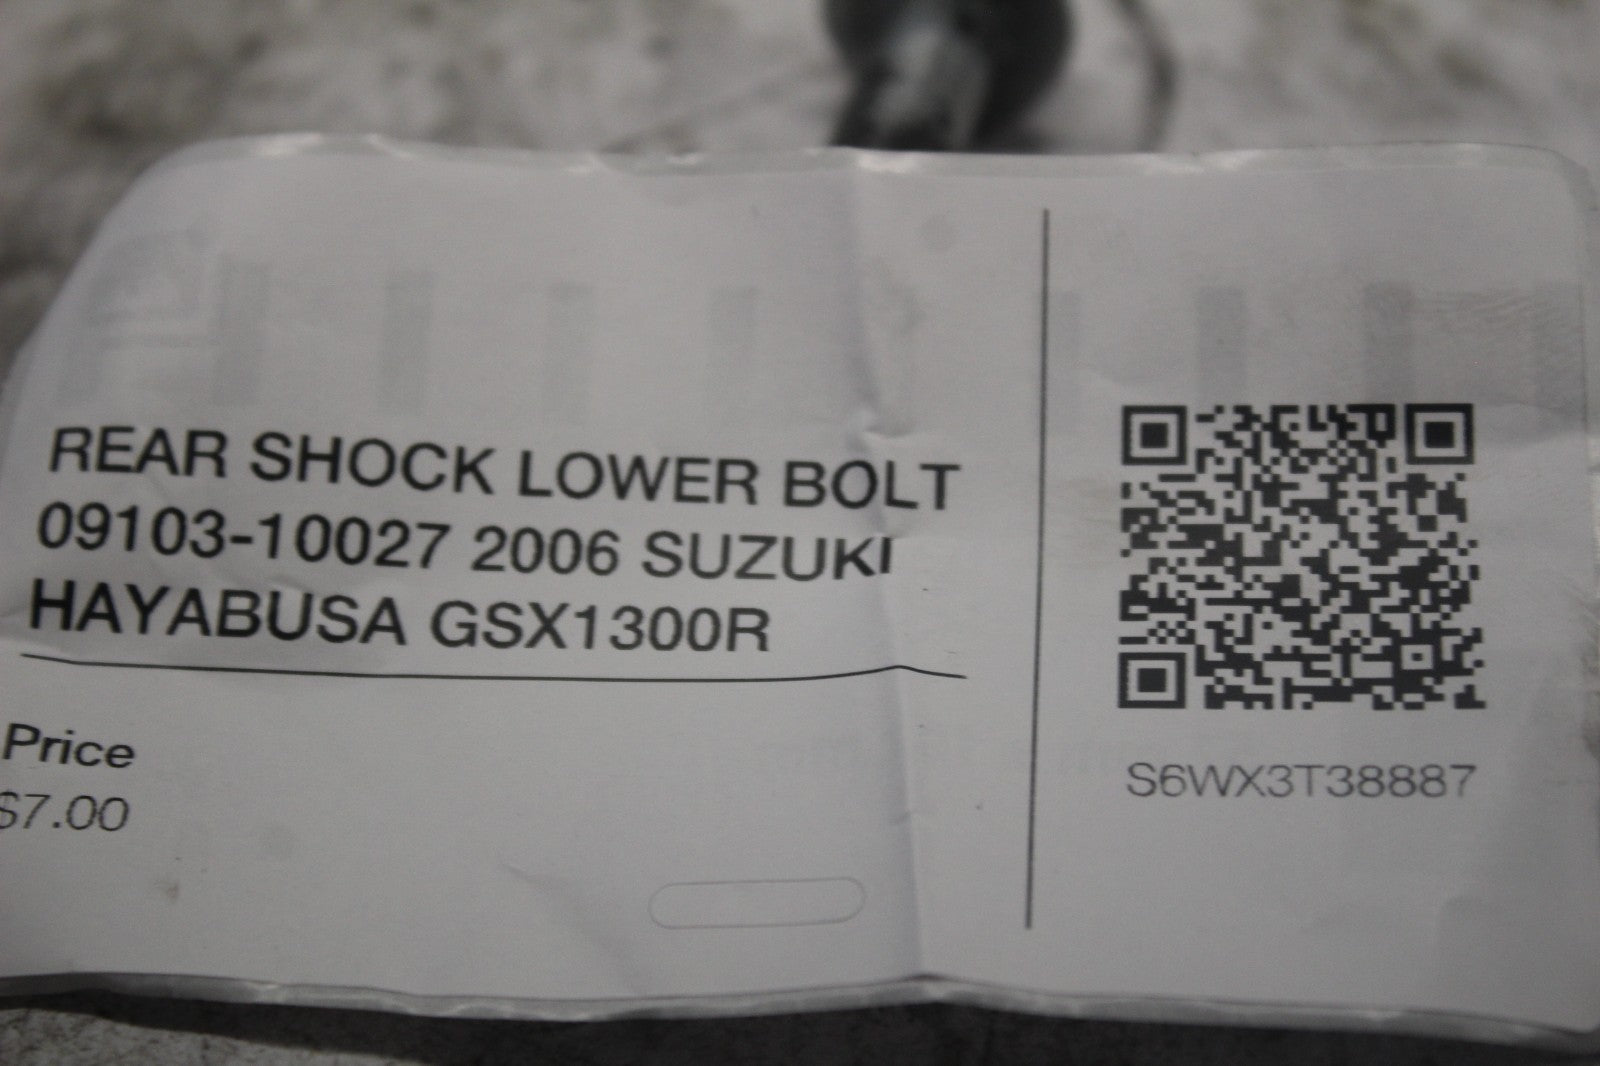 REAR SHOCK LOWER BOLT
09103-10027 2006 SUZUKI
HAYABUSA GSX1300R
Price
$7.00
S6WX3T38887